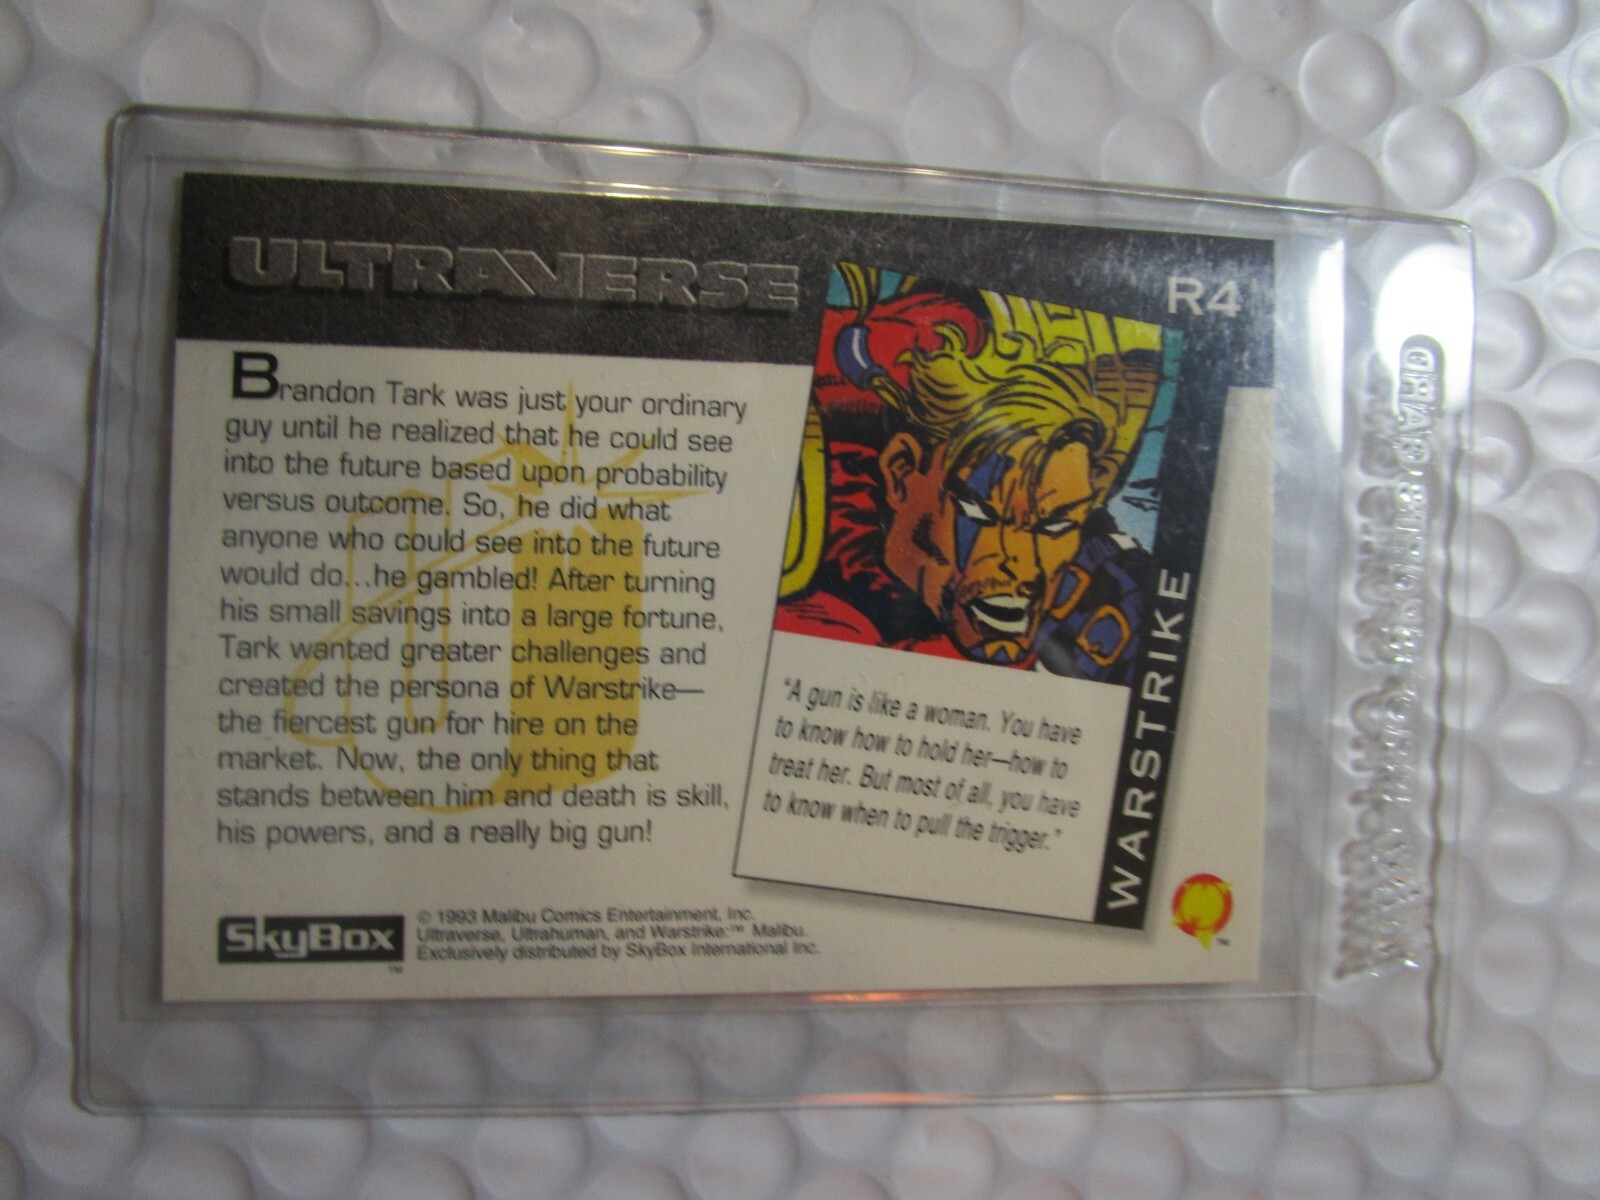 ULTRAVERSE
R4
Brandon Tark was just your ordinary
guy until he realized that he could see
into the future based upon probability
versus outcome. So, he did what
anyone who could see into the future
would do...he gambled! After turning
his small savings into a large fortune,
Tark wanted greater challenges and
created the persona of Warstrike—
the fiercest gun for hire on the
market. Now, the only thing that
stands between him and death is skill,
his powers, and a really big gun!
"A gun is like a woman. You have
to know how to hold her—how to
treat her. But most of all, you have
to know when to pull the trigger."
WARSTRIKE
SkyBox™
© 1993 Malibu Comics Entertainment, Inc.
Ultraverse, Ultrahuman, and Warstrike:™ Malibu.
Exclusively distributed by SkyBox International Inc.
™